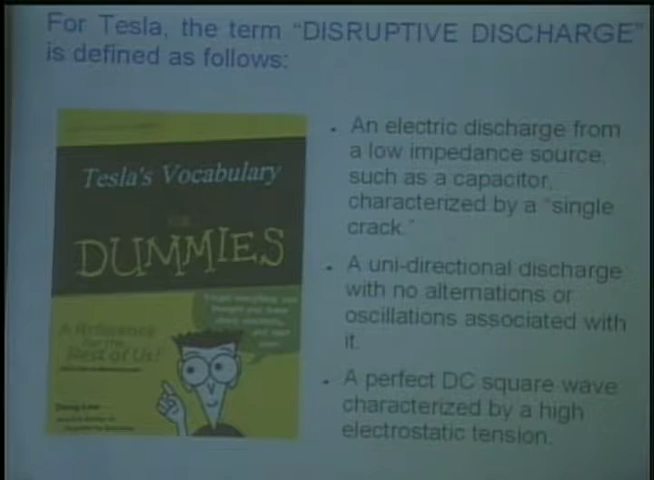 For Tesla, the term "DISRUPTIVE DISCHARGE"
is defined as follows:
Tesla's Vocabulary
DUMMIES
A Reference
for the
Rest of Us!
• An electric discharge from
a low impedance source,
such as a capacitor,
characterized by a "single
crack."
• A uni-directional discharge
with no alternations or
oscillations associated with
it.
• A perfect DC square wave
characterized by a high
electrostatic tension.